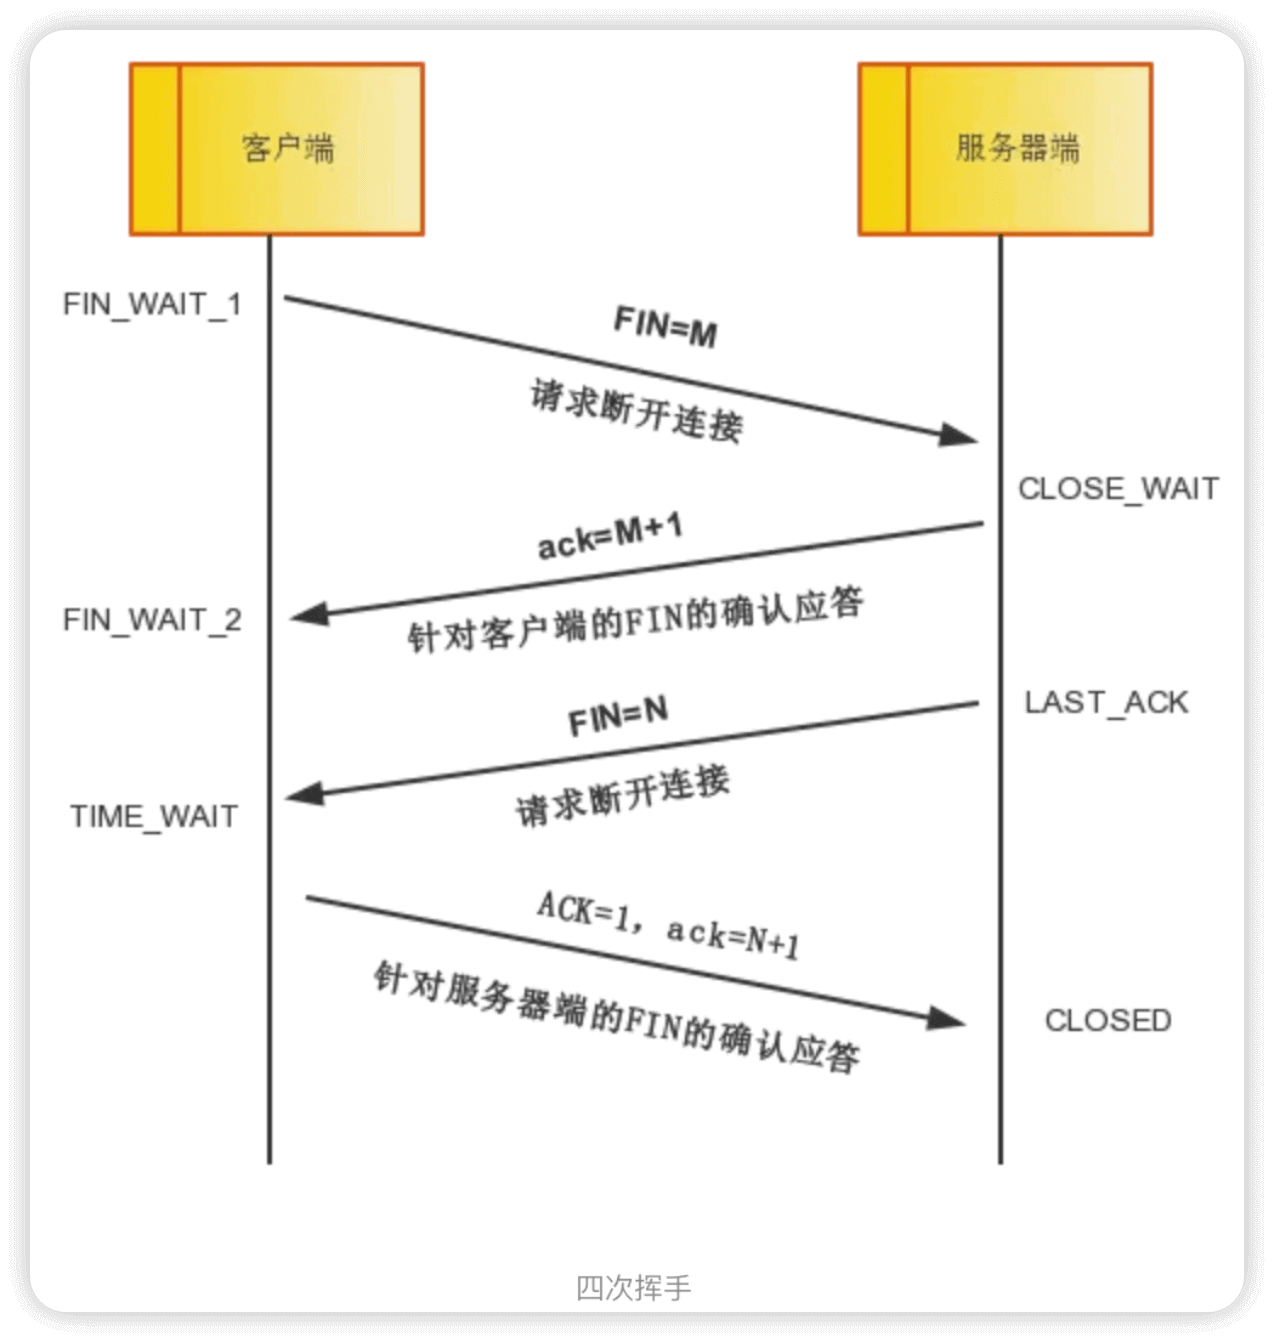 客户端
服务器端
FIN_WAIT_1
FIN=M
请求断开连接
CLOSE_WAIT
ack=M+1
针对客户端的FIN的确认应答
FIN_WAIT_2
LAST_ACK
FIN=N
请求断开连接
TIME_WAIT
ACK=1, ack=N+1
针对服务器端的FIN的确认应答
CLOSED
四次挥手